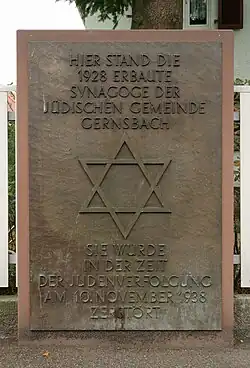 HIER STAND DIE
1928 ERBAUTE
SYNAGOGE DER
JÜDISCHEN GEMEINDE
GERNSBACH
SIE WURDE
IN DER ZEIT
DER JUDENVERFOLGUNG
AM 10. NOVEMBER 1938
ZERSTÖRT